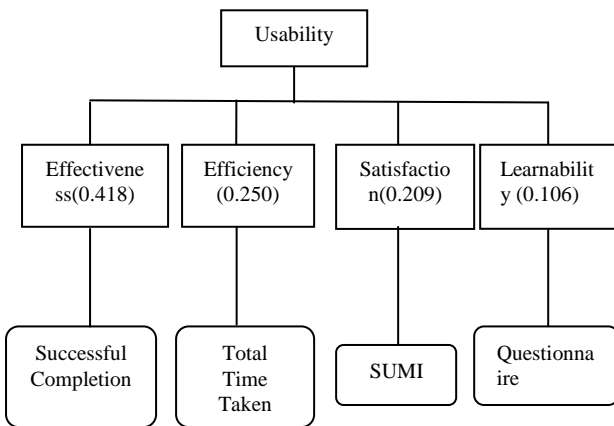 Usability
Effectivene
ss(0.418)
Efficiency
(0.250)
Satisfactio
n(0.209)
Learnabilit
y (0.106)
Successful
Completion
Total
Time
Taken
SUMI
Questionna
ire